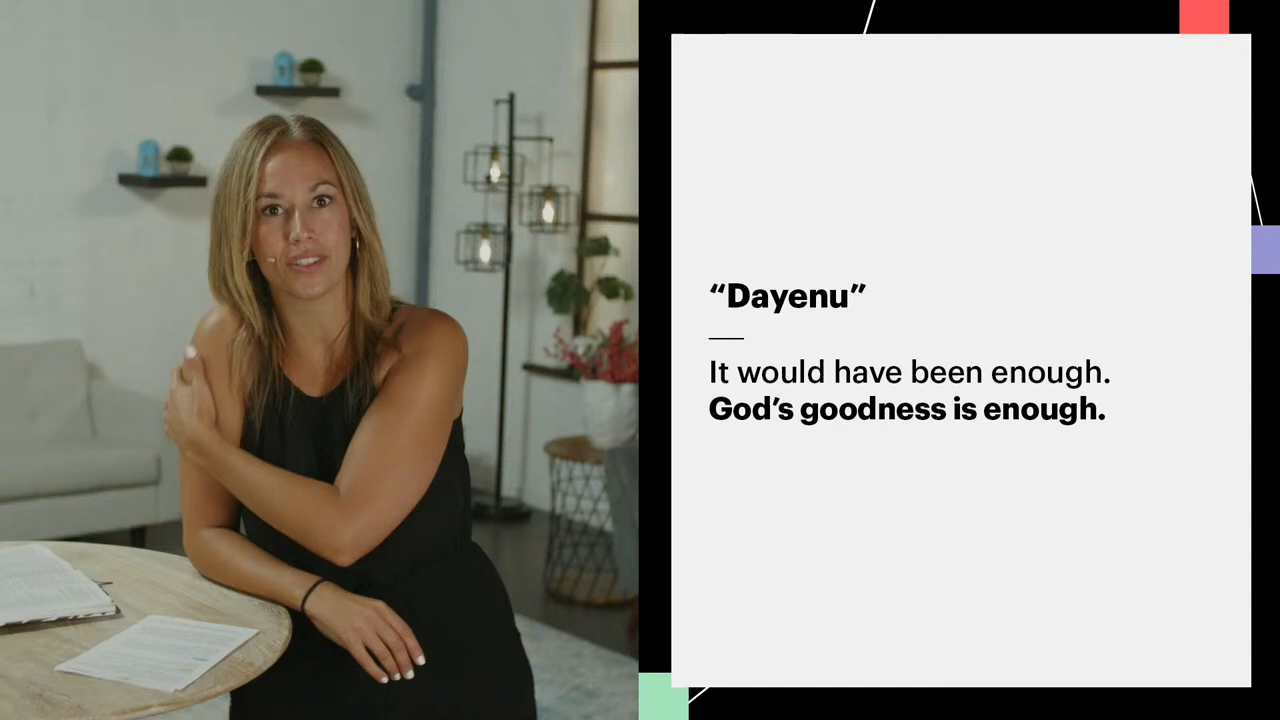 “Dayenu”
It would have been enough.
God’s goodness is enough.